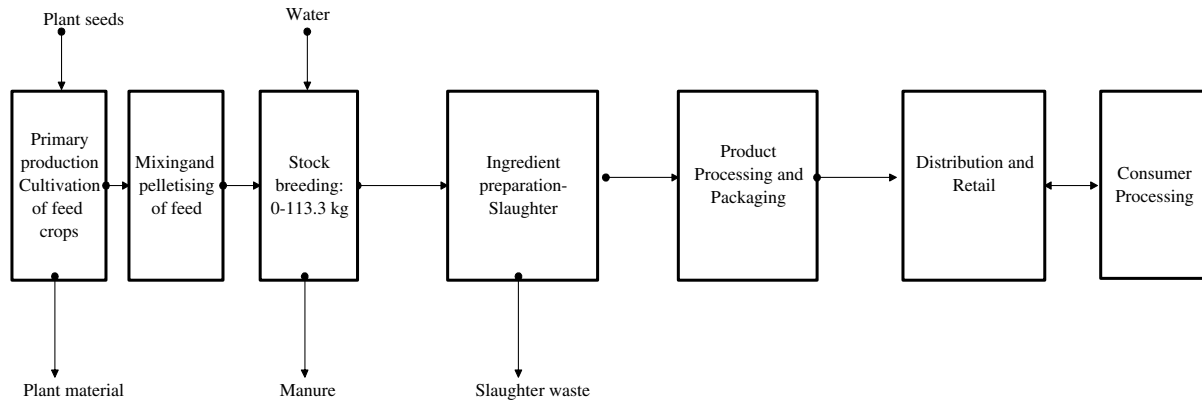 Plant seeds
Water
Primary
production
Cultivation
of feed
crops
Mixingand
pelletising
of feed
Stock
breeding:
0-113.3 kg
Ingredient
preparation-
Slaughter
Product
Processing and
Packaging
Distribution and
Retail
Consumer
Processing
Plant material
Manure
Slaughter waste